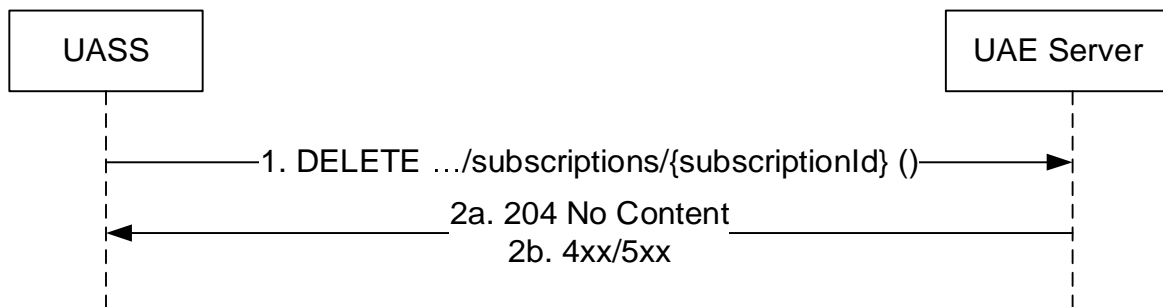 UASS
UAE Server
1. DELETE …/subscriptions/{subscriptionId} ()
2a. 204 No Content
2b. 4xx/5xx